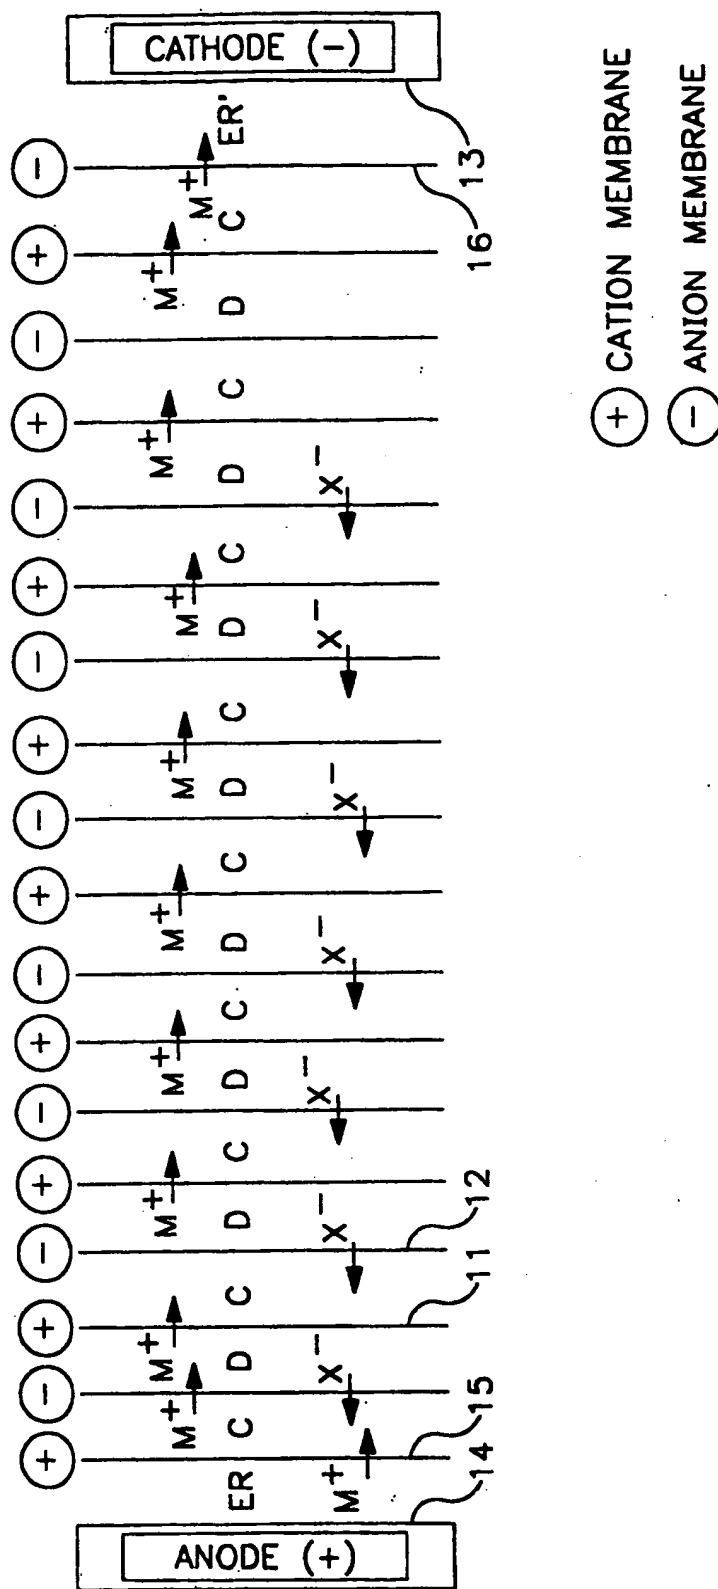 + − + − + − + − + − + − + − + − + −
M+ M+ M+ M+ M+ M+ M+ M+ M+ M+
ANODE (+) ER C D C D C D C D C D C D C D C D C ER' CATHODE (−)
M+ X− X− X− X− X− X− X−
14 15 11 12 16 13
+ CATION MEMBRANE
− ANION MEMBRANE